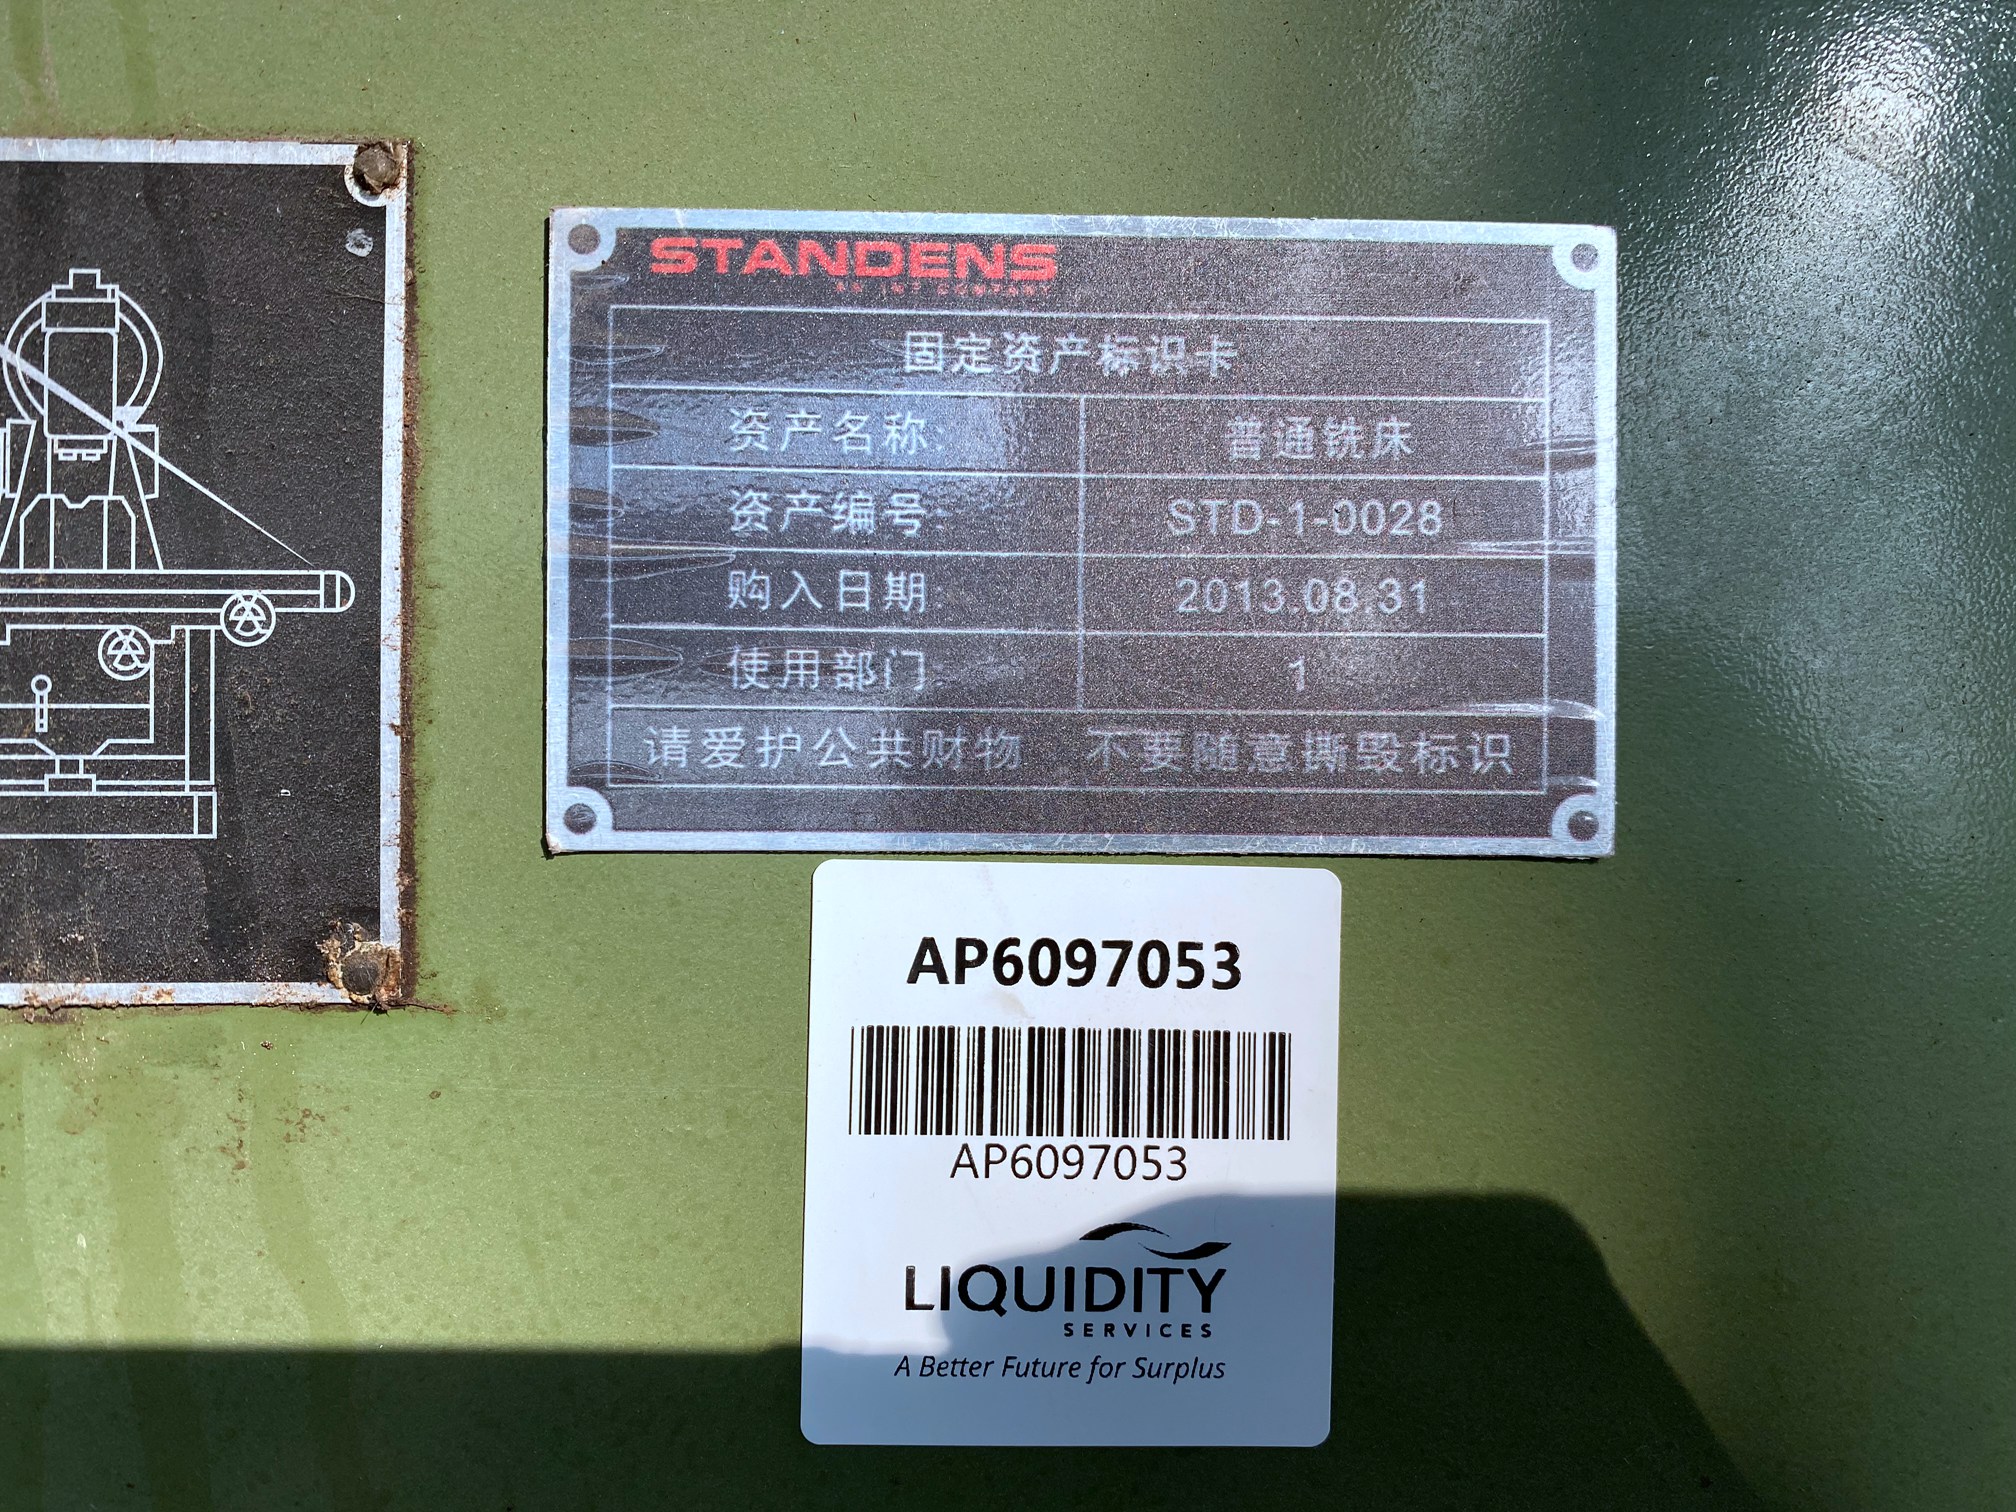 STANDENS
固定资产标识卡
资产名称: 普通铣床
资产编号: STD-1-0028
购入日期: 2013.08.31
使用部门: 1
请爱护公共财物 不要随意撕毁标识
AP6097053
AP6097053
LIQUIDITY
SERVICES
A Better Future for Surplus